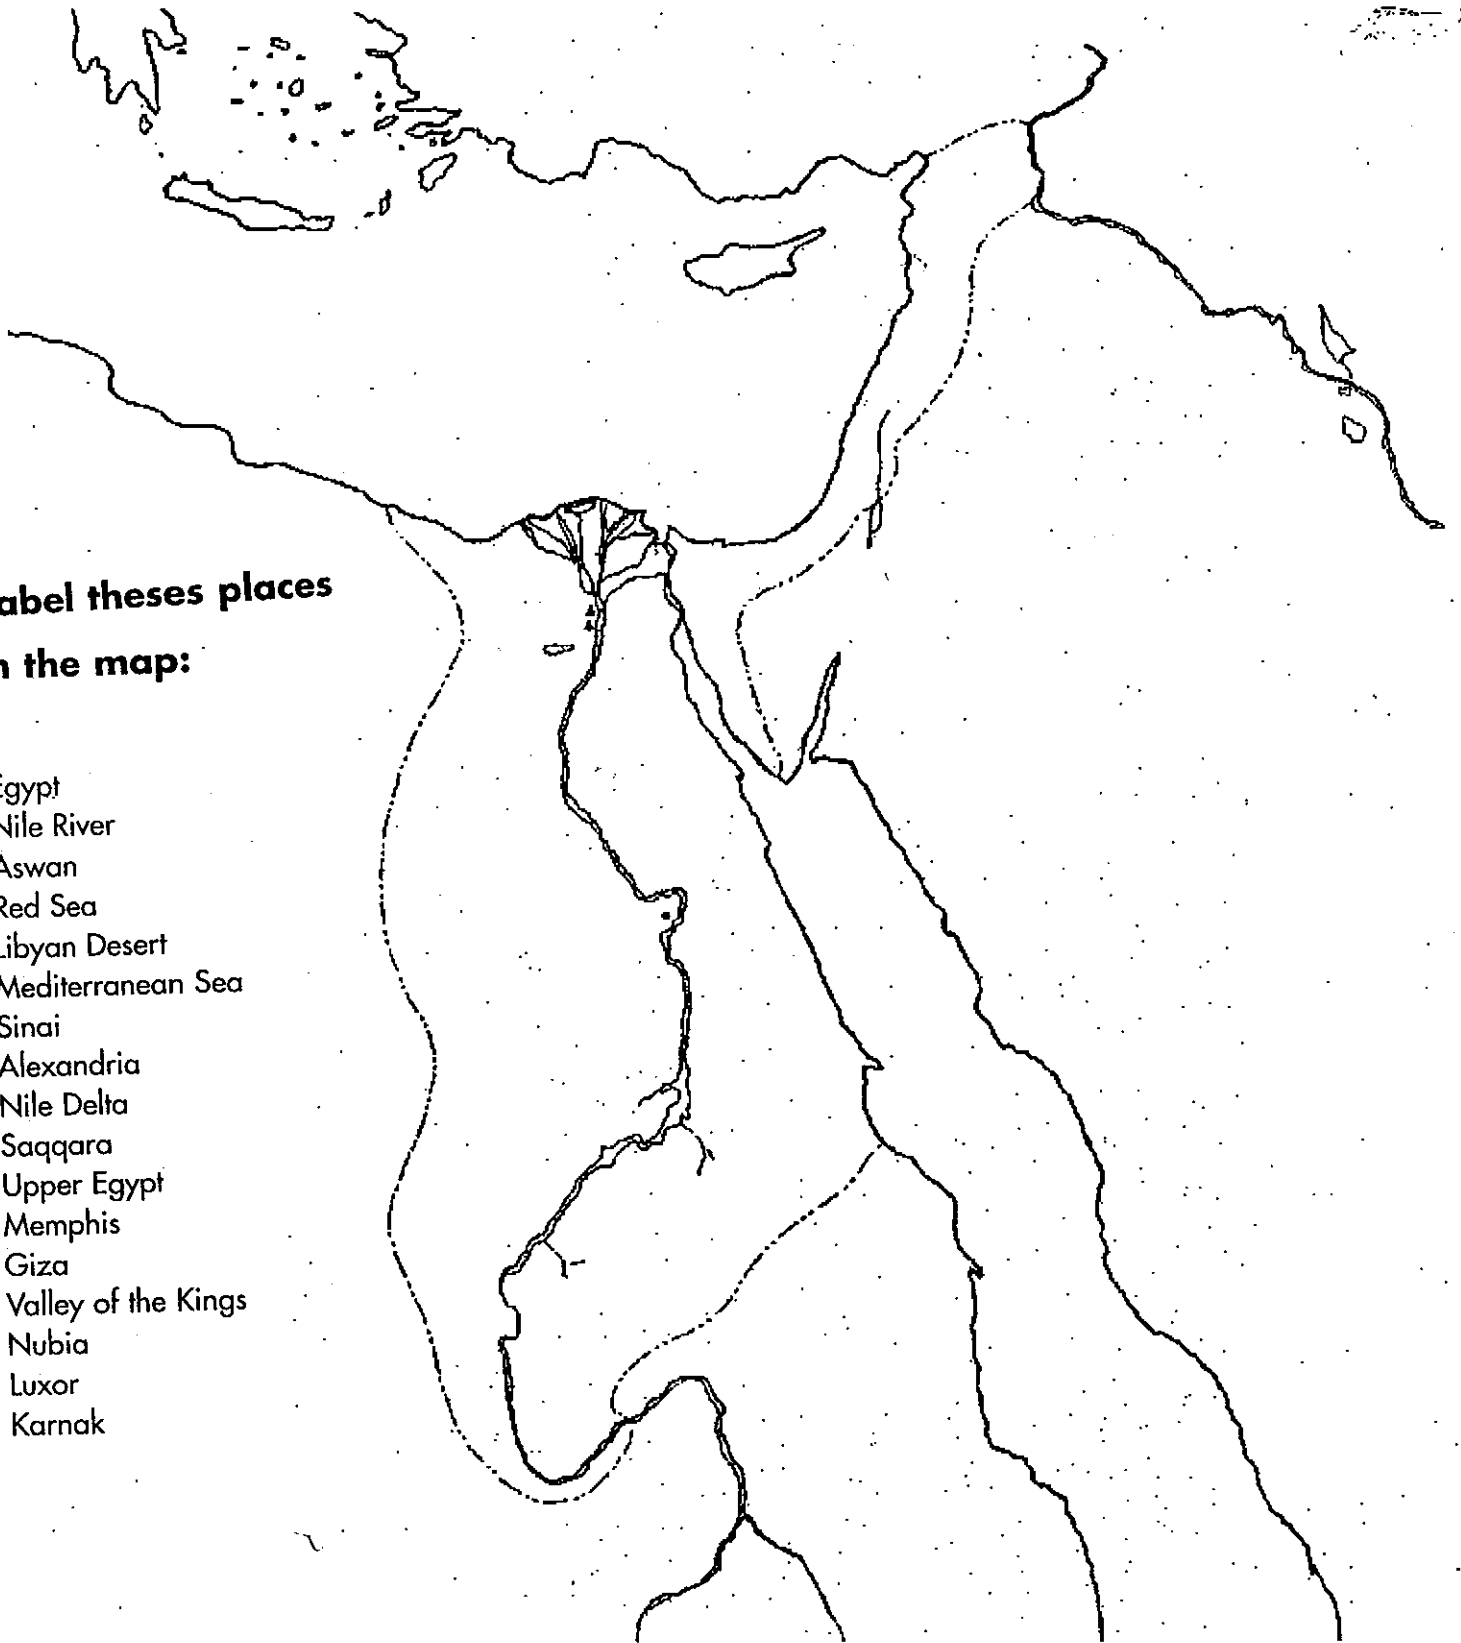 abel theses places
n the map:
Egypt
Nile River
Aswan
Red Sea
Libyan Desert
Mediterranean Sea
Sinai
Alexandria
Nile Delta
Saqqara
Upper Egypt
Memphis
Giza
Valley of the Kings
Nubia
Luxor
Karnak